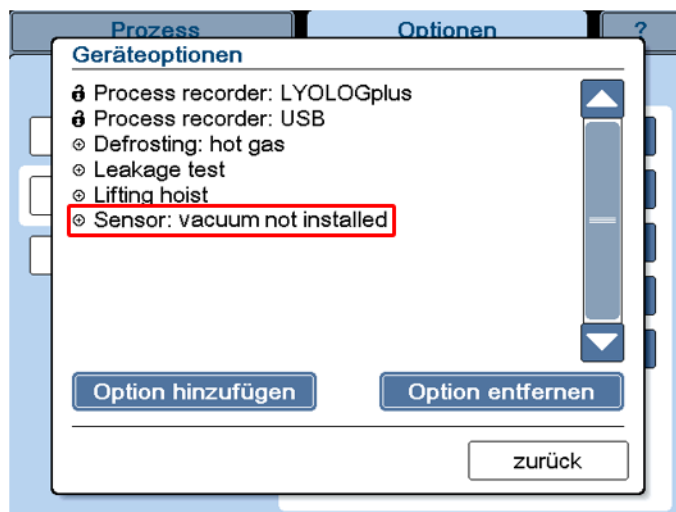 Prozess
Optionen
?
Geräteoptionen
Process recorder: LYOLOGplus
Process recorder: USB
Defrosting: hot gas
Leakage test
Lifting hoist
Sensor: vacuum not installed
Option hinzufügen
Option entfernen
zurück